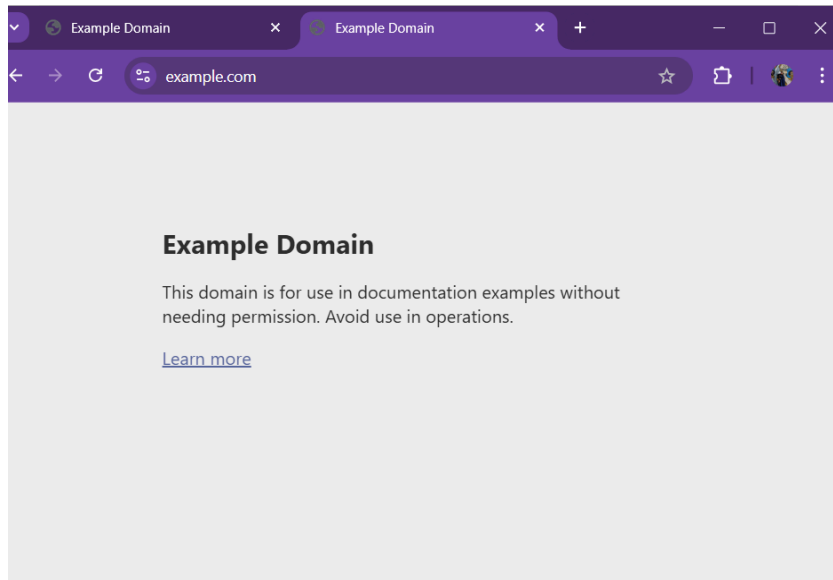 Example Domain
Example Domain
example.com
Example Domain
This domain is for use in documentation examples without
needing permission. Avoid use in operations.
Learn more